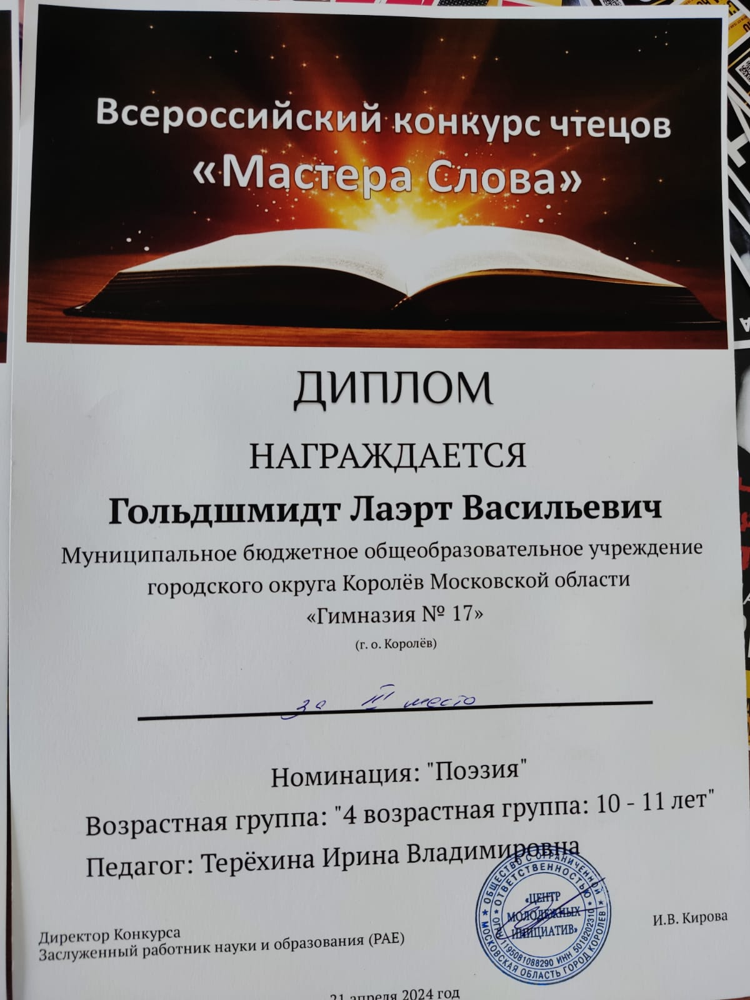 Всероссийский конкурс чтецов
«Мастера Слова»
ДИПЛОМ
НАГРАЖДАЕТСЯ
Гольдшмидт Лаэрт Васильевич
Муниципальное бюджетное общеобразовательное учреждение
городского округа Королёв Московской области
«Гимназия № 17»
(г. о. Королёв)
за III место
Номинация: "Поэзия"
Возрастная группа: "4 возрастная группа: 10 - 11 лет"
Педагог: Терёхина Ирина Владимировна
Директор Конкурса
Заслуженный работник науки и образования (РАЕ)
И.В. Кирова
ОБЩЕСТВО С ОГРАНИЧЕННОЙ
ОТВЕТСТВЕННОСТЬЮ
«ЦЕНТР
МОЛОДЕЖНЫХ
ИНИЦИАТИВ»
ОГРН 1195081088290 ИНН 5018202310
МОСКОВСКАЯ ОБЛАСТЬ ГОРОД КОРОЛЕВ
21 апреля 2024 год